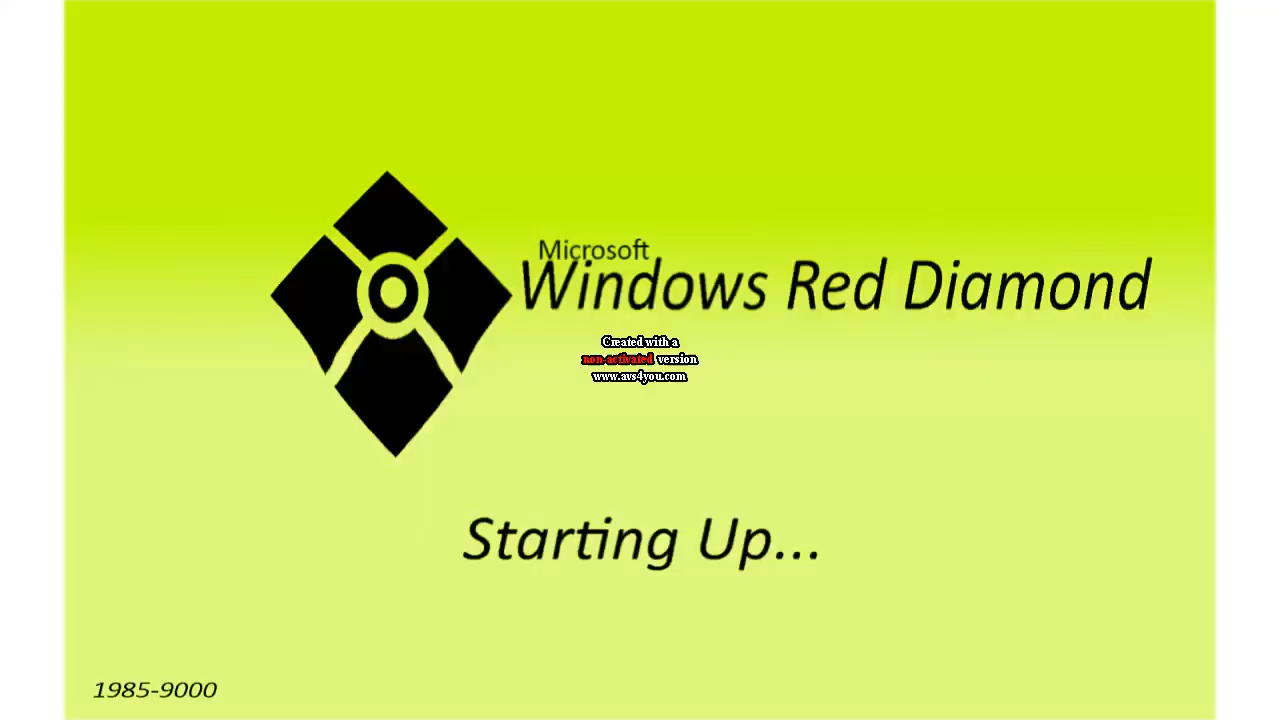 Microsoft
Windows Red Diamond
Created with a
non-activated version
www.avs4you.com
Starting Up...
1985-9000